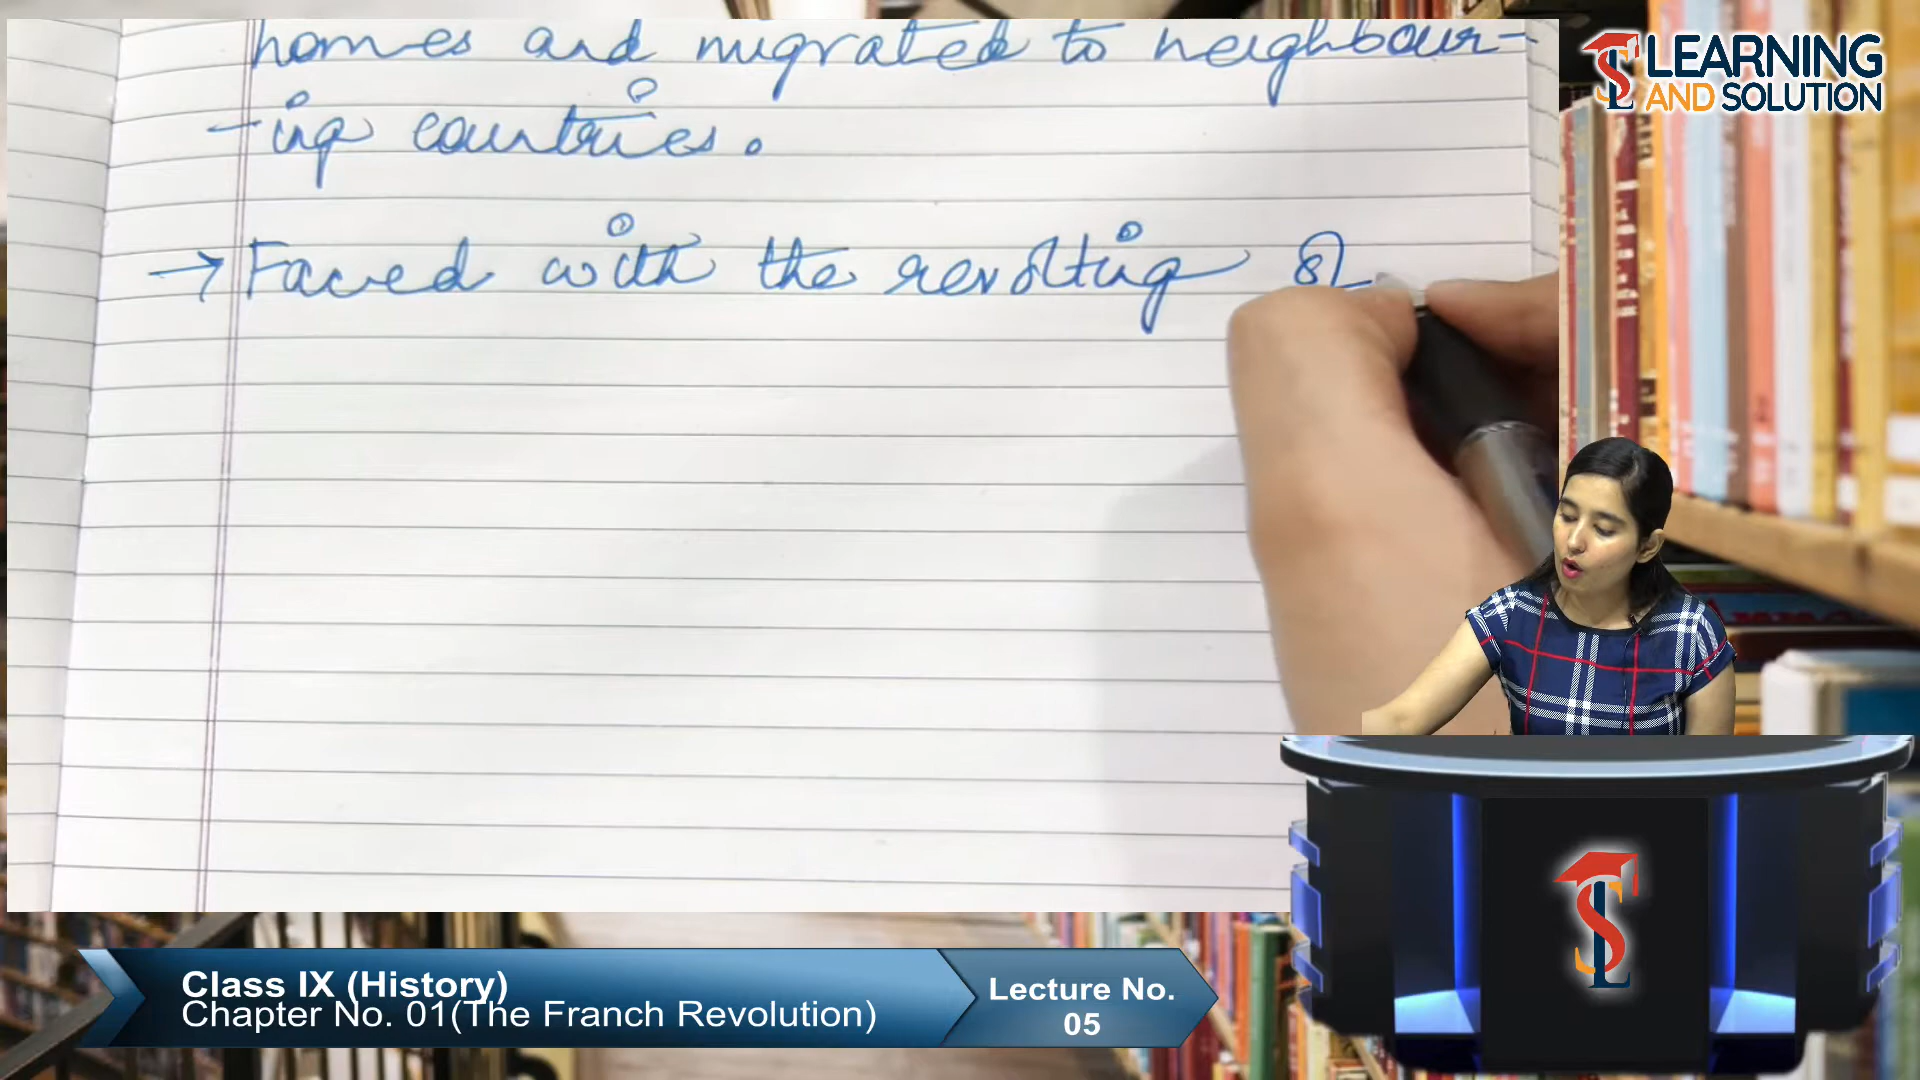 homes and migrated to neighbour-
-ing countries.
→ Faced with the revolting
LEARNING
AND SOLUTION
Class IX (History)
Chapter No. 01(The Franch Revolution)
Lecture No.
05